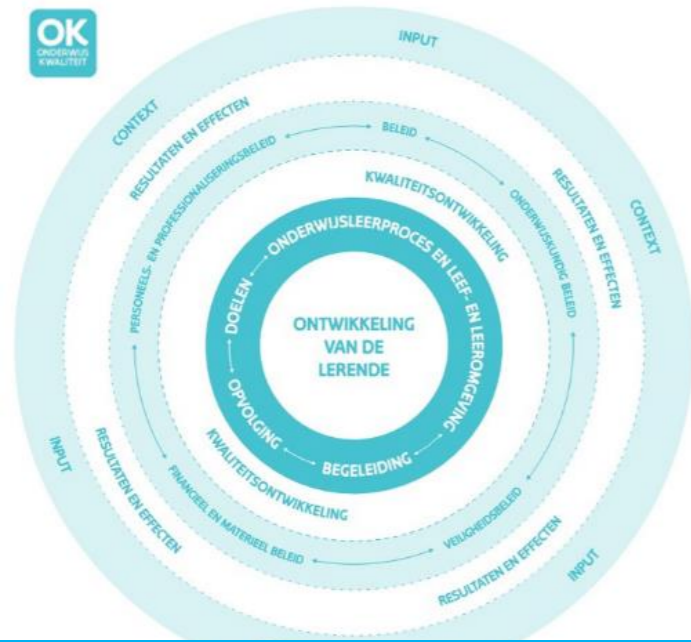 OK
ONDERWIJS
KWALITEIT
INPUT
CONTEXT
RESULTATEN EN EFFECTEN
PERSONEELS- EN PROFESSIONALISERINGSBELEID
BELEID
ONDERWIJSKUNDIG BELEID
RESULTATEN EN EFFECTEN
CONTEXT
KWALITEITSONTWIKKELING
DOELEN
ONDERWIJSLEERPROCES EN LEEF- EN LEEROMGEVING
ONTWIKKELING
VAN DE
LERENDE
OPVOLGING
BEGELEIDING
KWALITEITSONTWIKKELING
INPUT
RESULTATEN EN EFFECTEN
FINANCIEEL EN MATERIEEL BELEID
VEILIGHEIDSBELEID
RESULTATEN EN EFFECTEN
INPUT